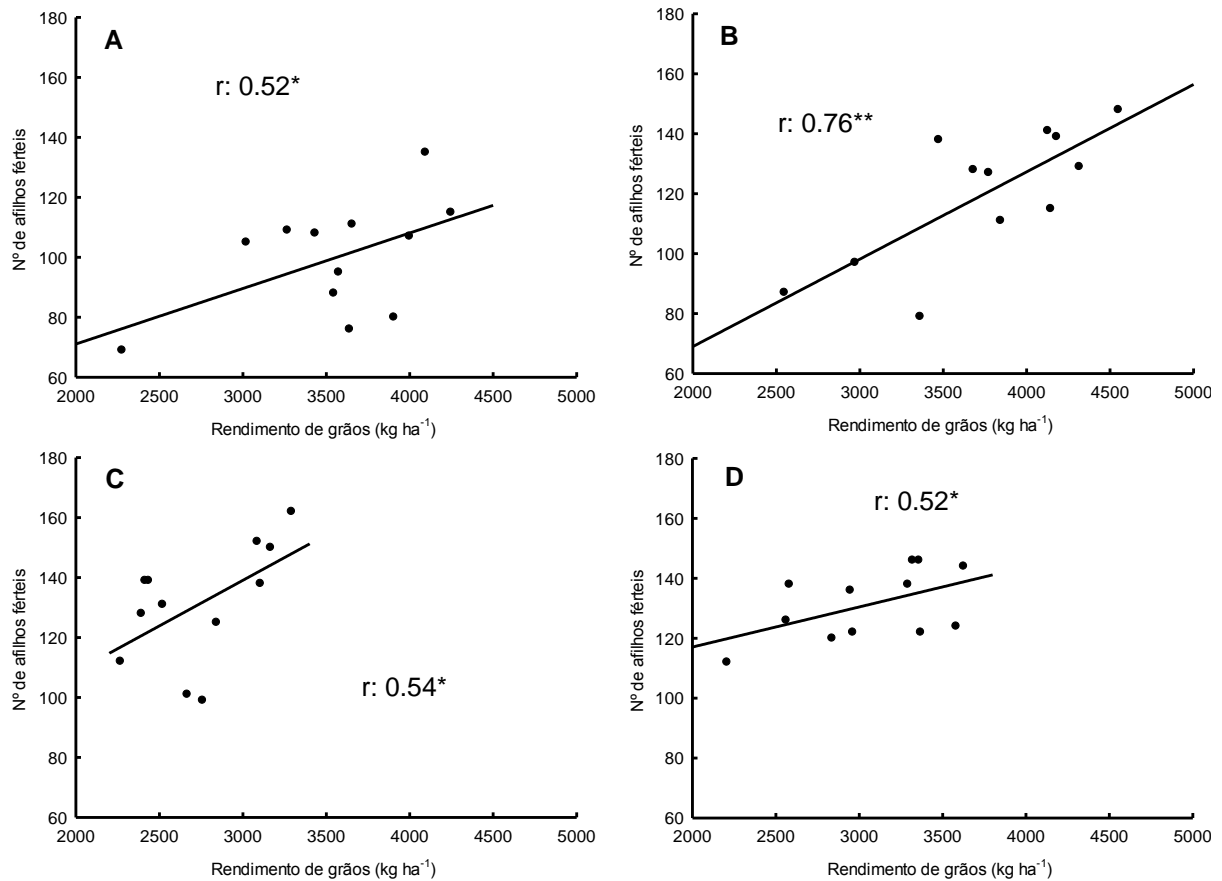 A
r: 0.52*
Nº de afilhos férteis
180
160
140
120
100
80
60
2000 2500 3000 3500 4000 4500 5000
Rendimento de grãos (kg ha⁻¹)
B
r: 0.76**
Nº de afilhos férteis
180
160
140
120
100
80
60
2000 2500 3000 3500 4000 4500 5000
Rendimento de grãos (kg ha⁻¹)
C
r: 0.54*
Nº de afilhos férteis
180
160
140
120
100
80
60
2000 2500 3000 3500 4000 4500 5000
Rendimento de grãos (kg ha⁻¹)
D
r: 0.52*
Nº de afilhos férteis
180
160
140
120
100
80
60
2000 2500 3000 3500 4000 4500 5000
Rendimento de grãos (kg ha⁻¹)